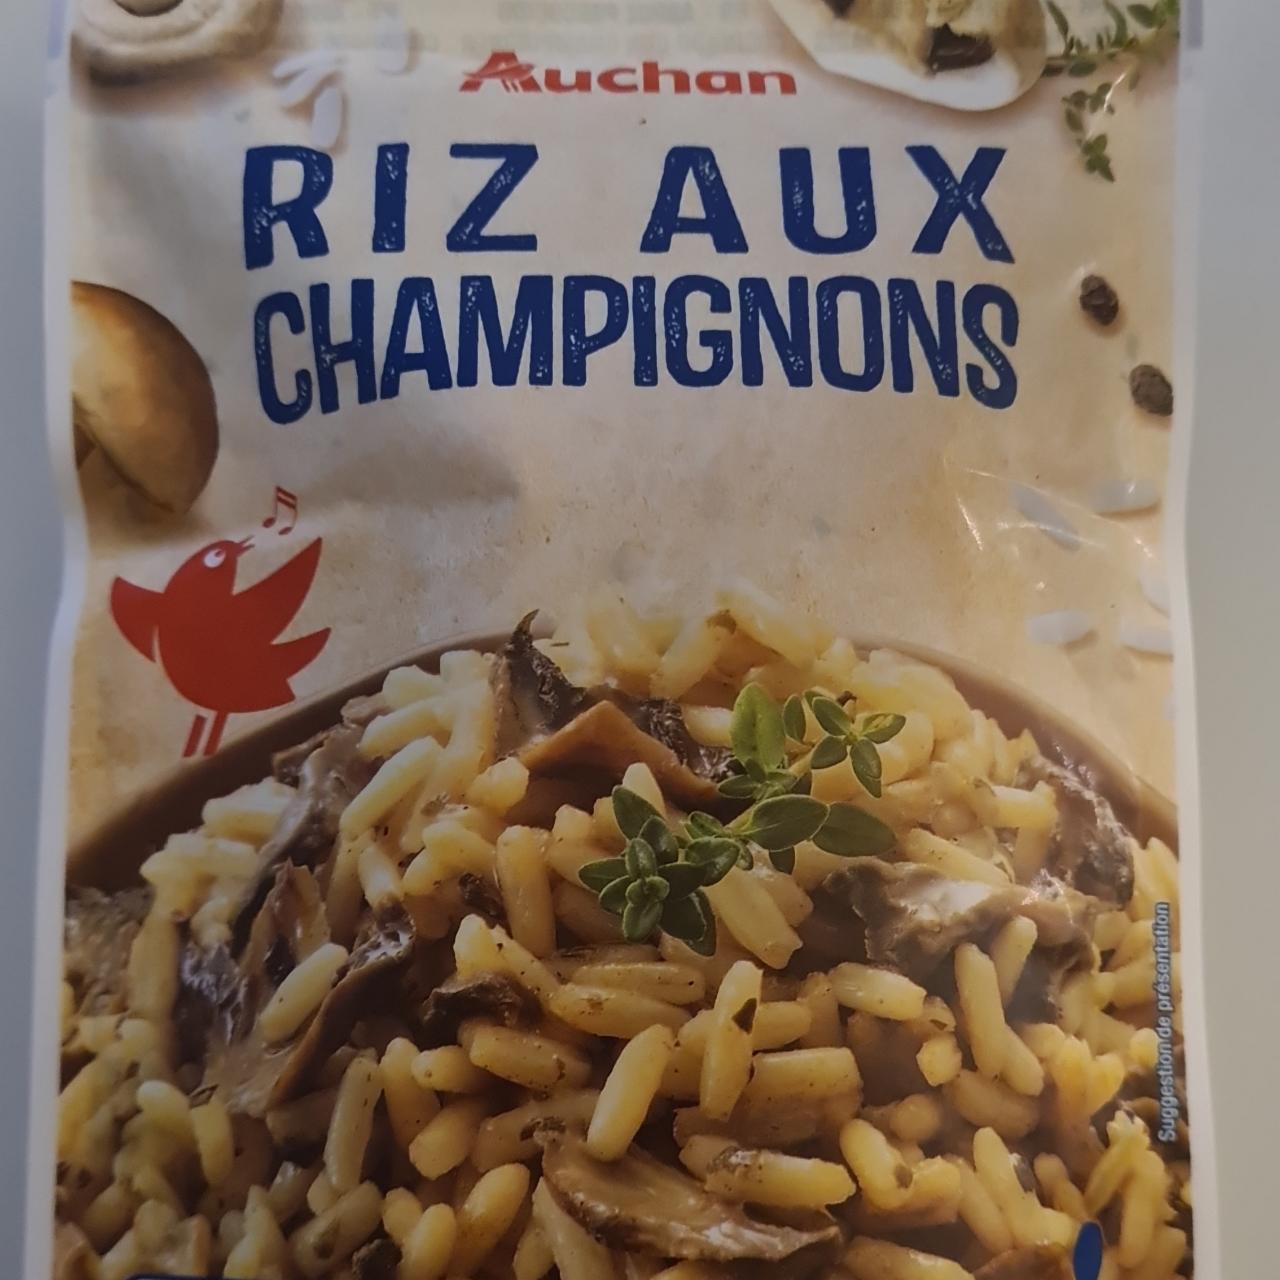 Auchan
RIZ AUX
CHAMPIGNONS
Suggestion de présentation